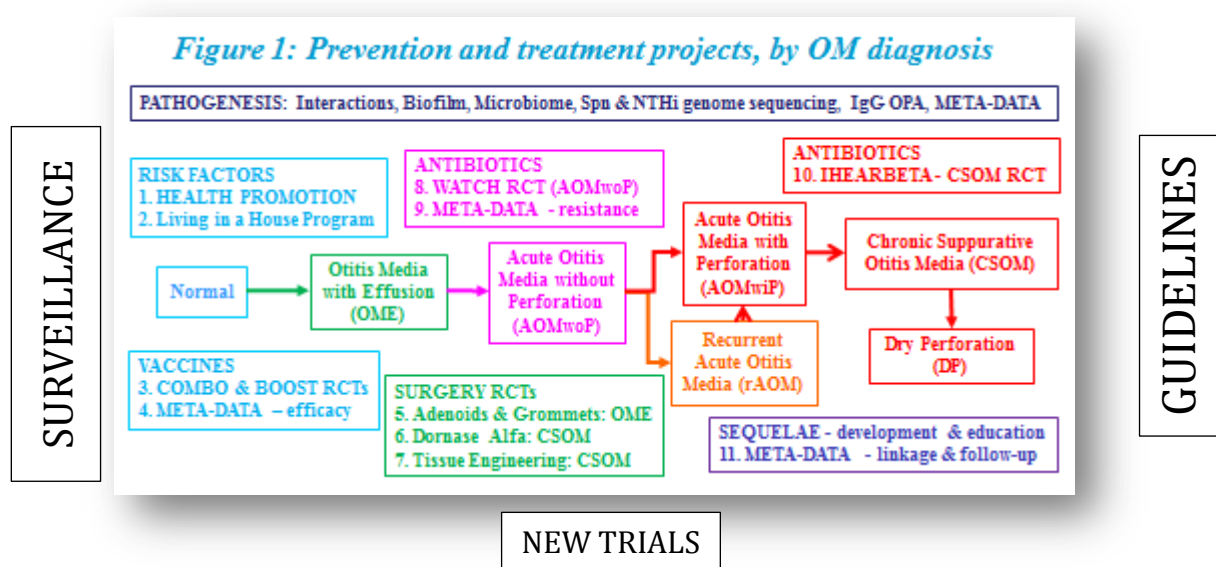 Figure 1: Prevention and treatment projects, by OM diagnosis
PATHOGENESIS: Interactions, Biofilm, Microbiome, Spn & NTHi genome sequencing, IgG OPA, META-DATA
SURVEILLANCE
RISK FACTORS
1. HEALTH PROMOTION
2. Living in a House Program
ANTIBIOTICS
8. WATCH RCT (AOMwoP)
9. META-DATA - resistance
ANTIBIOTICS
10. IHEARBETA - CSOM RCT
Normal
Otitis Media
with Effusion
(OME)
Acute Otitis
Media without
Perforation
(AOMwoP)
Acute Otitis
Media with
Perforation
(AOMwiP)
Chronic Suppurative
Otitis Media (CSOM)
Recurrent
Acute Otitis
Media (rAOM)
Dry Perforation
(DP)
VACCINES
3. COMBO & BOOST RCTs
4. META-DATA – efficacy
SURGERY RCTs
5. Adenoids & Grommets: OME
6. Dornase Alfa: CSOM
7. Tissue Engineering: CSOM
SEQUELAE - development & education
11. META-DATA - linkage & follow-up
GUIDELINES
NEW TRIALS